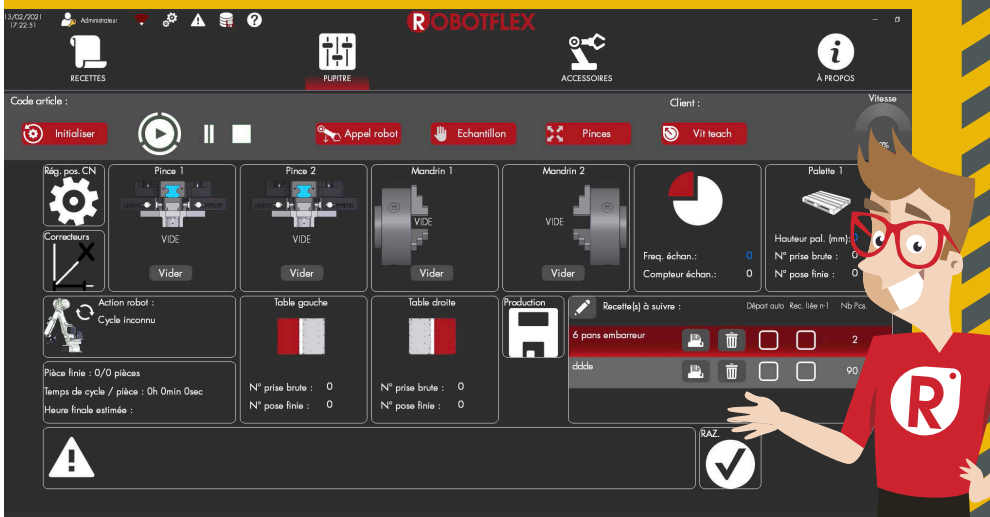 13/02/2021
17:22:51
Administrateur
ROBOTFLEX
RECETTES
PUPITRE
ACCESSOIRES
À PROPOS
Code article :
Client :
Vitesse
Initialiser
Appel robot
Echantillon
Pinces
Vit teach
Rég. pos. CN
Pince 1
Pince 2
Mandrin 1
Mandrin 2
Palette 1
VIDE
VIDE
VIDE
VIDE
Correcteurs
X
Vider
Vider
Vider
Vider
Freq. échan.: 0
Compteur échan.: 0
Hauteur pal. (mm):
N° prise brute : 0
N° pose finie : 0
Action robot :
Cycle inconnu
Table gauche
Table droite
Production
Recette(s) à suivre :
Départ auto Rec. liée n-1 Nb Pcs.
6 pans embarreur 2
ddde 90
Pièce finie : 0/0 pièces
Temps de cycle / pièce : 0h 0min 0sec
Heure finale estimée :
N° prise brute : 0
N° pose finie : 0
N° prise brute : 0
N° pose finie : 0
RAZ.
R